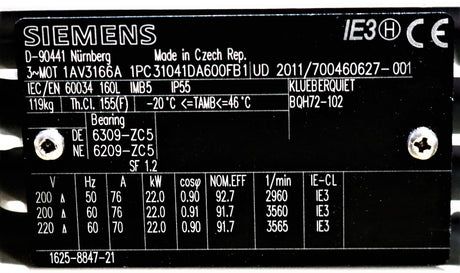 SIEMENS IE3 H CE
D-90441 Nürnberg Made in Czech Rep.
3~MOT 1AV3166A 1PC31041DA600FB1 UD 2011/700460627-001
IEC/EN 60034 160L IMB5 IP55 KLUEBERQUIET
119kg Th.Cl. 155(F) -20°C <=TAMB<=46°C BQH72-102
Bearing
DE 6309-ZC5
NE 6209-ZC5
SF 1.2
V Hz A kW cosφ NOM.EFF 1/min IE-CL
200 ∆ 50 76 22.0 0.90 92.7 2960 IE3
200 ∆ 60 76 22.0 0.91 91.7 3560 IE3
220 ∆ 60 70 22.0 0.90 91.7 3565 IE3
1625-8847-21